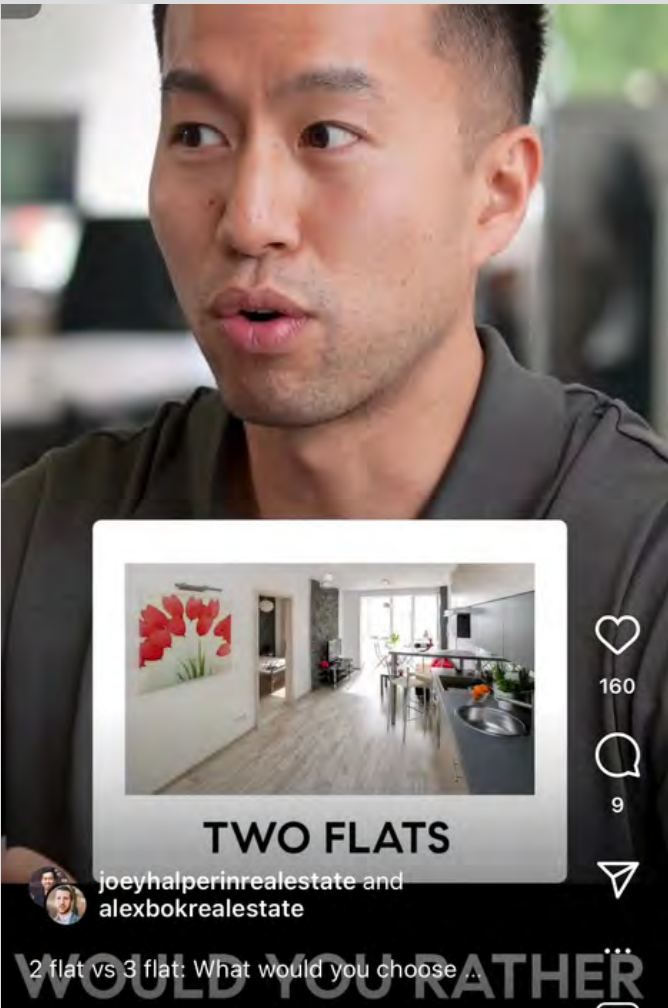 160
9
TWO FLATS
joeyhalperinrealestate and
alexbokrealestate
2 flat vs 3 flat: What would you choose ...
WOULD YOU RATHER